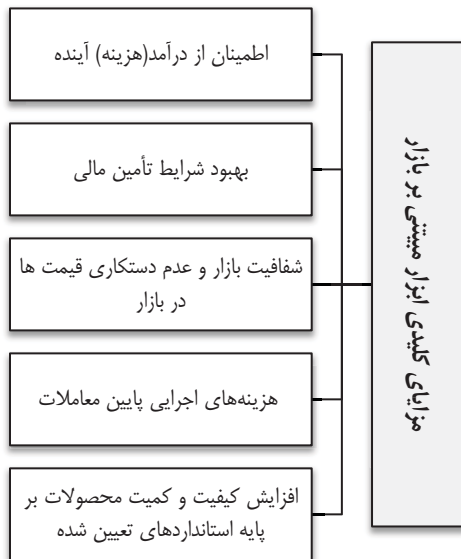 مزایای کلیدی ابزار مبتنی بر بازار
اطمینان از درآمد(هزینه) آینده
بهبود شرایط تأمین مالی
شفافیت بازار و عدم دستکاری قیمت ها
در بازار
هزینه‌های اجرایی پایین معاملات
افزایش کیفیت و کمیت محصولات بر
پایه استانداردهای تعیین شده